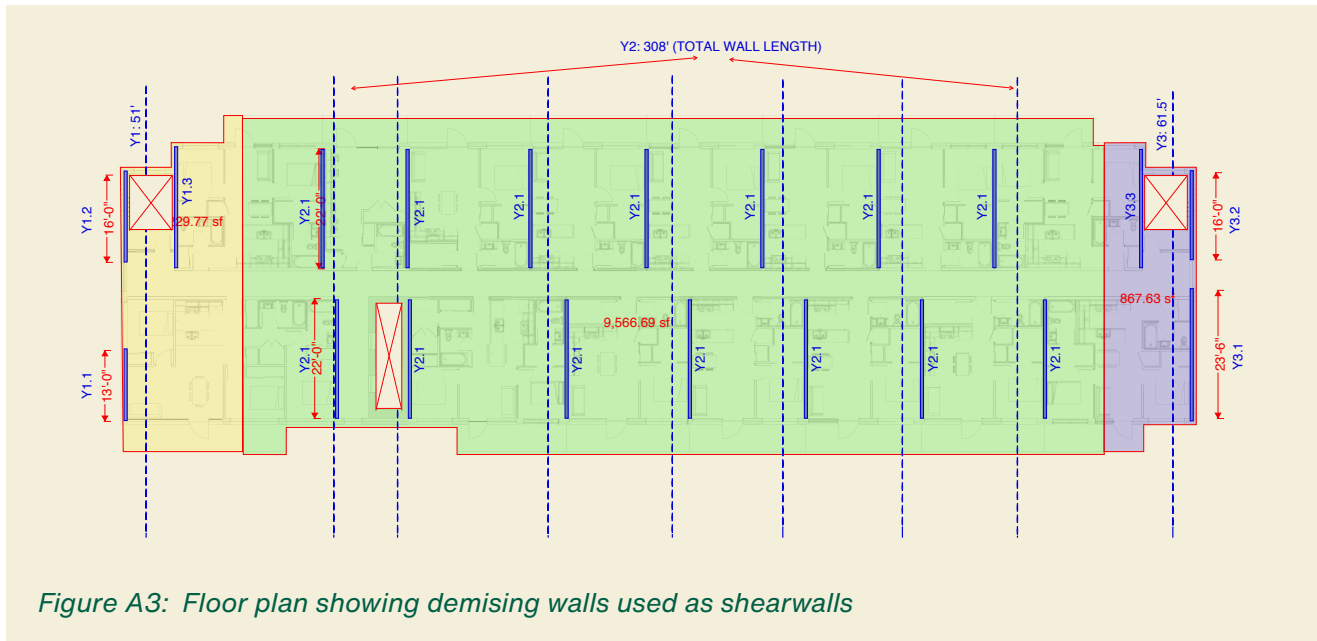 Y2: 308' (TOTAL WALL LENGTH)
Y1: 51'
Y3: 61.5'
Y1.2
16'-0"
Y1.3
29.77 sf
Y2.1
22'-0"
Y2.1
Y2.1
Y2.1
Y2.1
Y2.1
Y2.1
Y3.3
16'-0"
Y3.2
Y1.1
13'-0"
Y2.1
22'-0"
Y2.1
Y2.1
9,566.69 sf
Y2.1
Y2.1
Y2.1
Y2.1
867.63 sf
23'-6"
Y3.1
Figure A3: Floor plan showing demising walls used as shearwalls